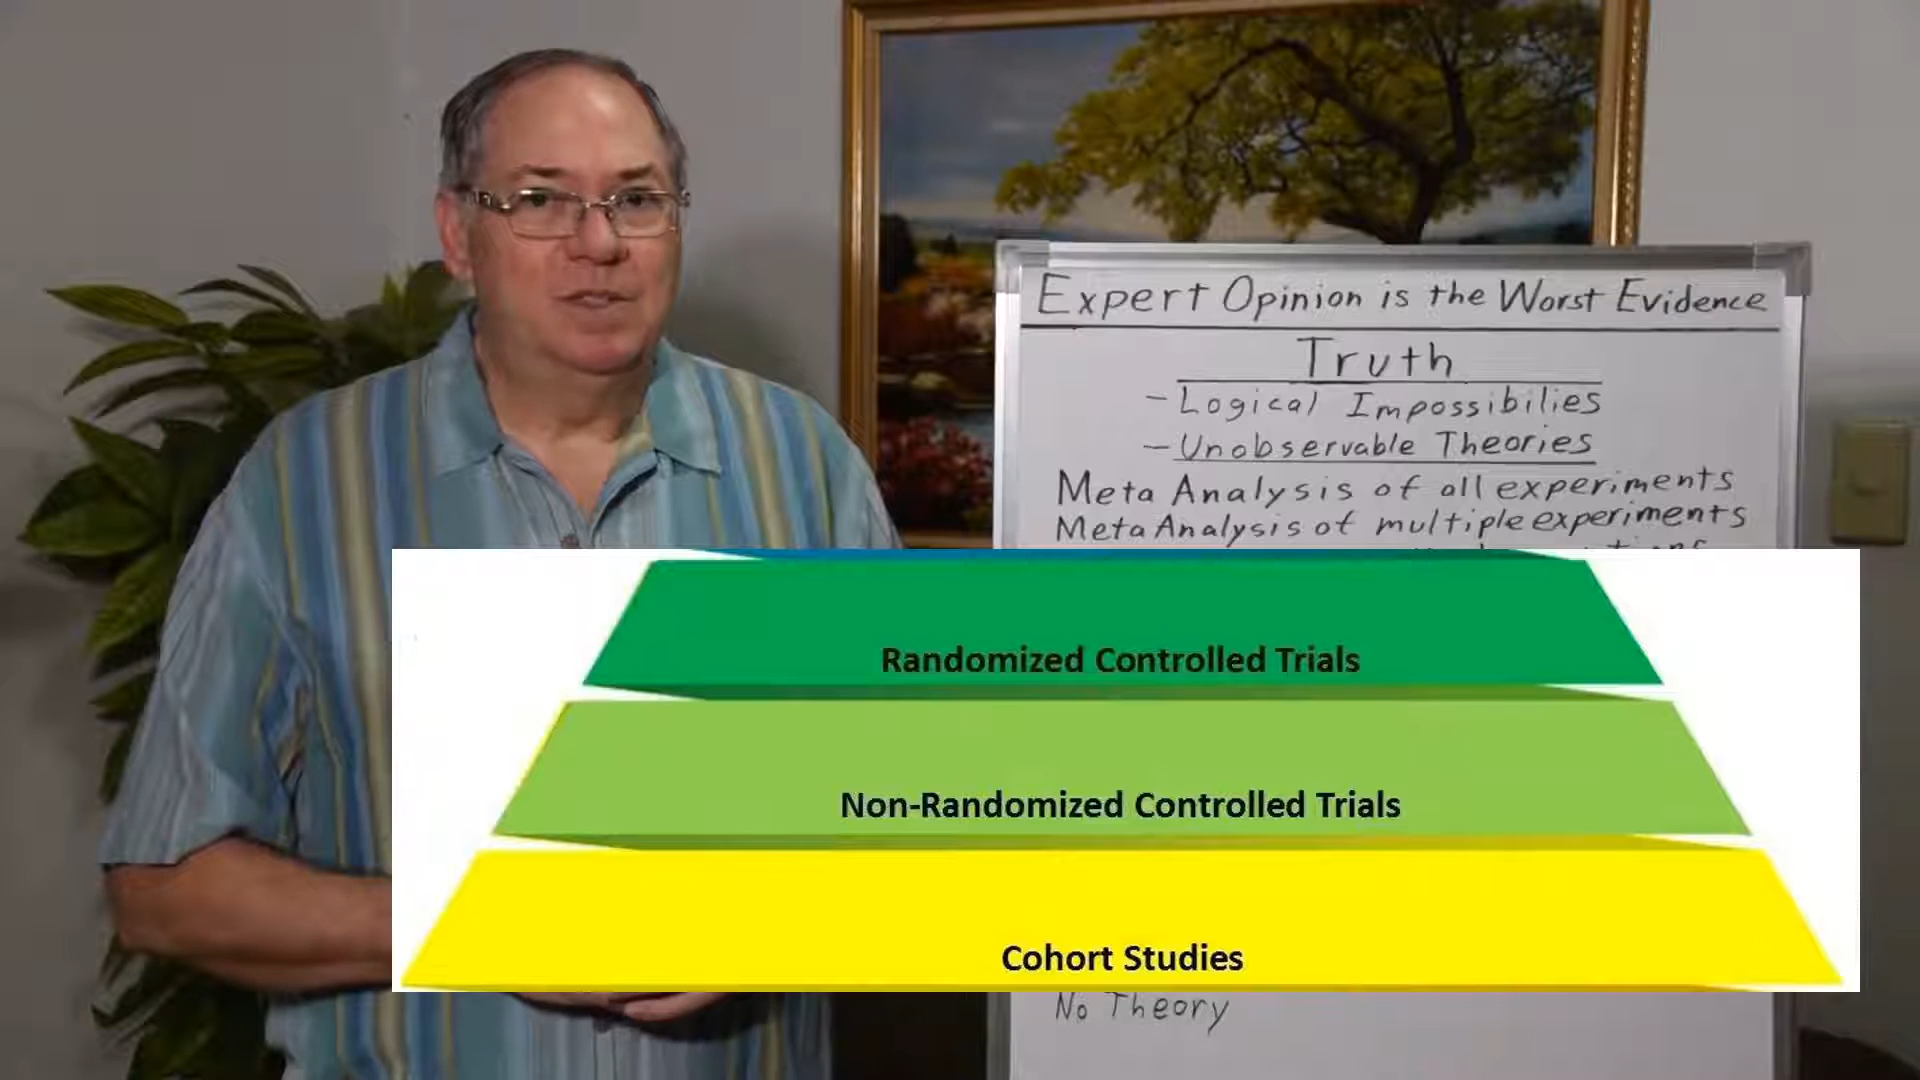 Expert Opinion is the Worst Evidence
Truth
- Logical Impossibilies
- Unobservable Theories
Meta Analysis of all experiments
Meta Analysis of multiple experiments
Randomized Controlled Trials
Non-Randomized Controlled Trials
Cohort Studies
No Theory